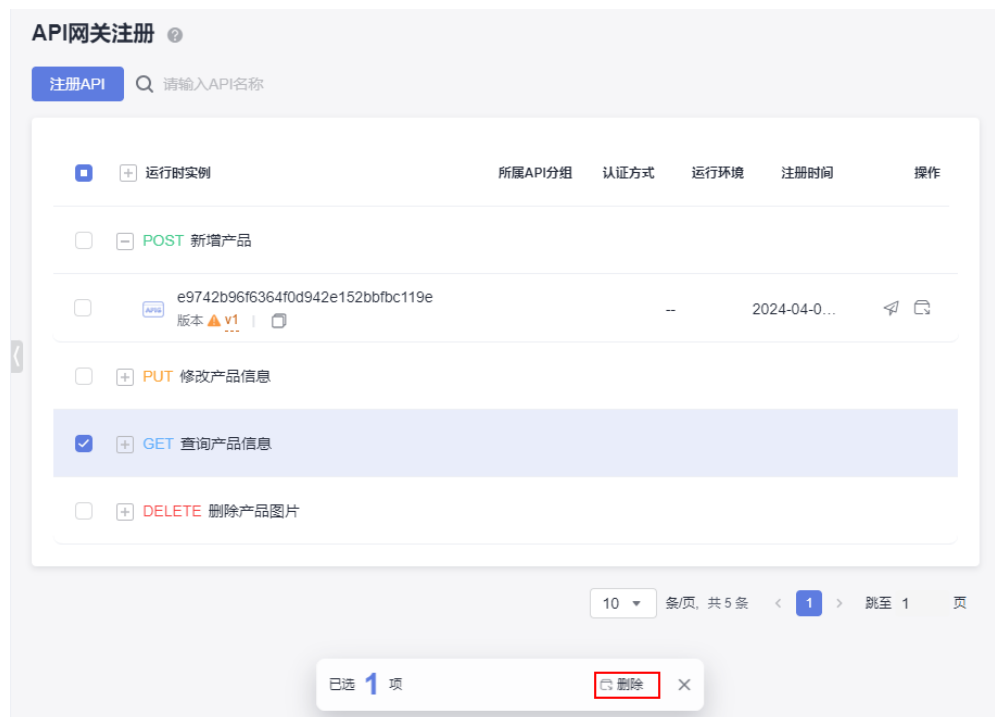 API网关注册
注册API 请输入API名称
运行时实例 所属API分组 认证方式 运行环境 注册时间 操作
POST 新增产品
e9742b96f6364f0d942e152bbfbc119e
APIG
版本 v1 -- 2024-04-0...
PUT 修改产品信息
GET 查询产品信息
DELETE 删除产品图片
10 条/页, 共 5 条 < 1 > 跳至 1 页
已选 1 项 删除